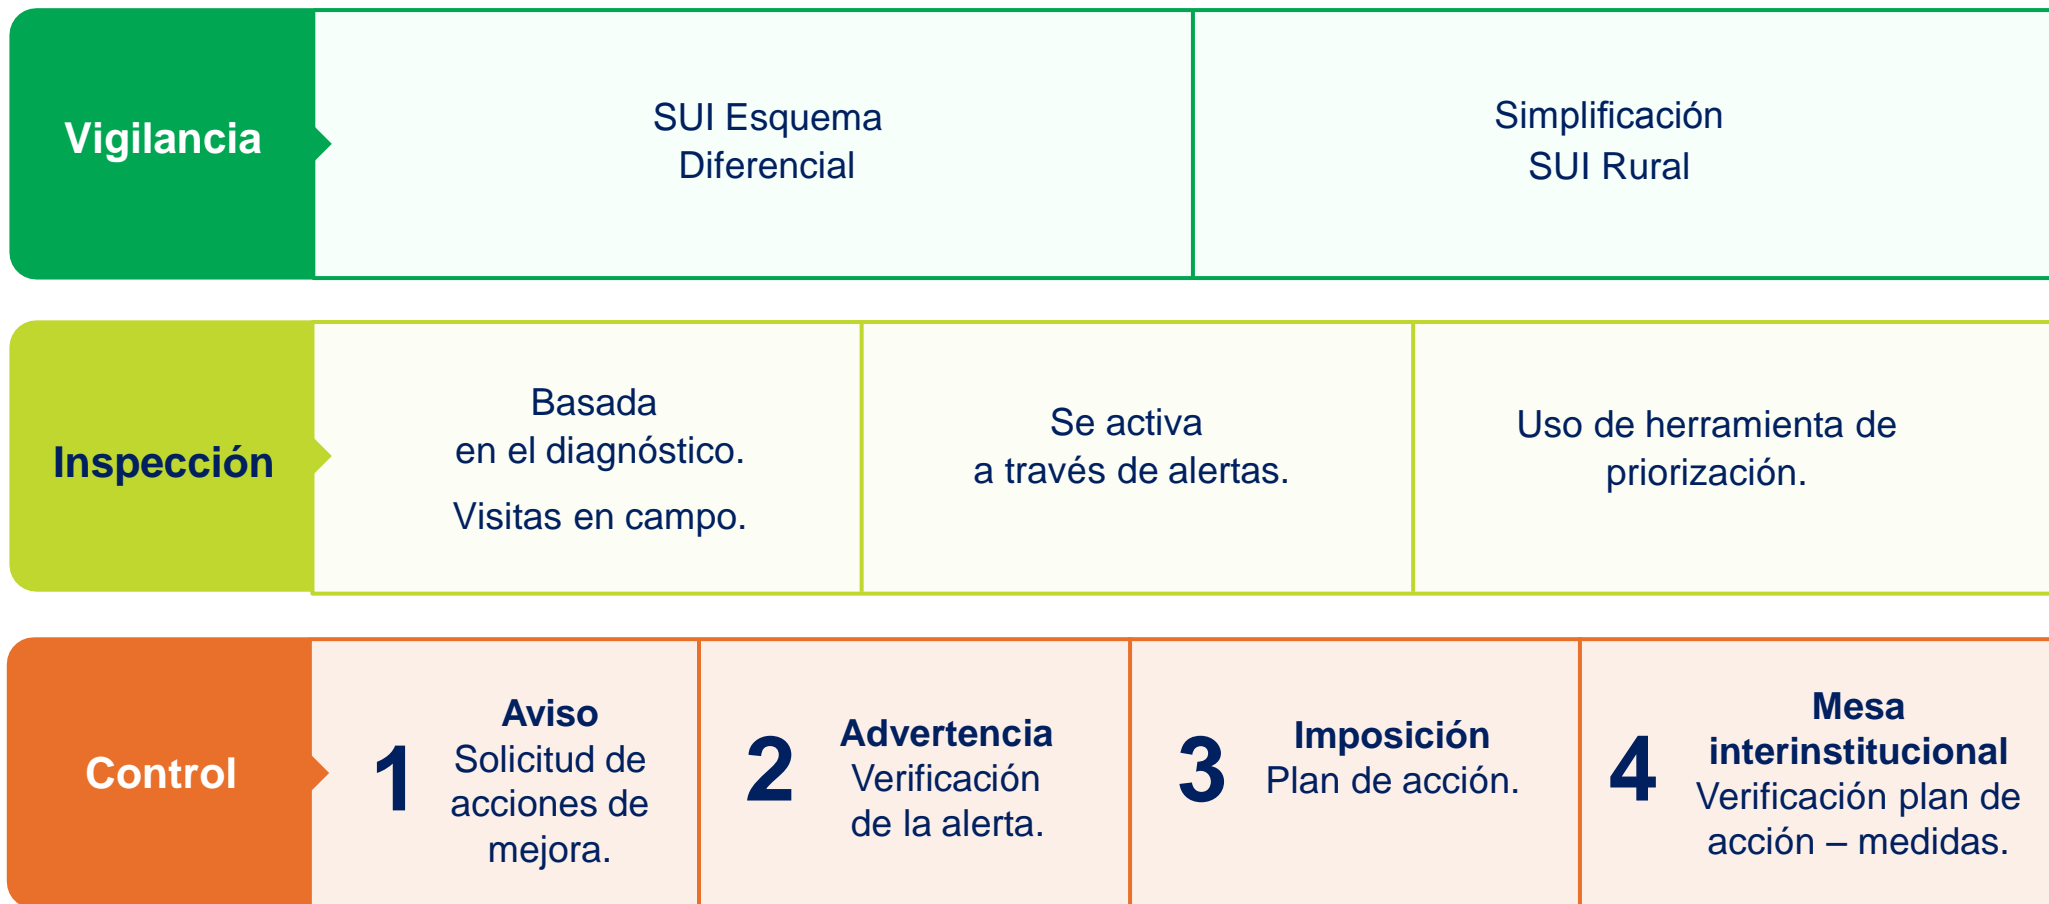 Vigilancia
SUI Esquema
Diferencial
Simplificación
SUI Rural
Inspección
Basada
en el diagnóstico.
Visitas en campo.
Se activa
a través de alertas.
Uso de herramienta de
priorización.
Control
1
Aviso
Solicitud de
acciones de
mejora.
2
Advertencia
Verificación
de la alerta.
3
Imposición
Plan de acción.
4
Mesa
interinstitucional
Verificación plan de
acción – medidas.